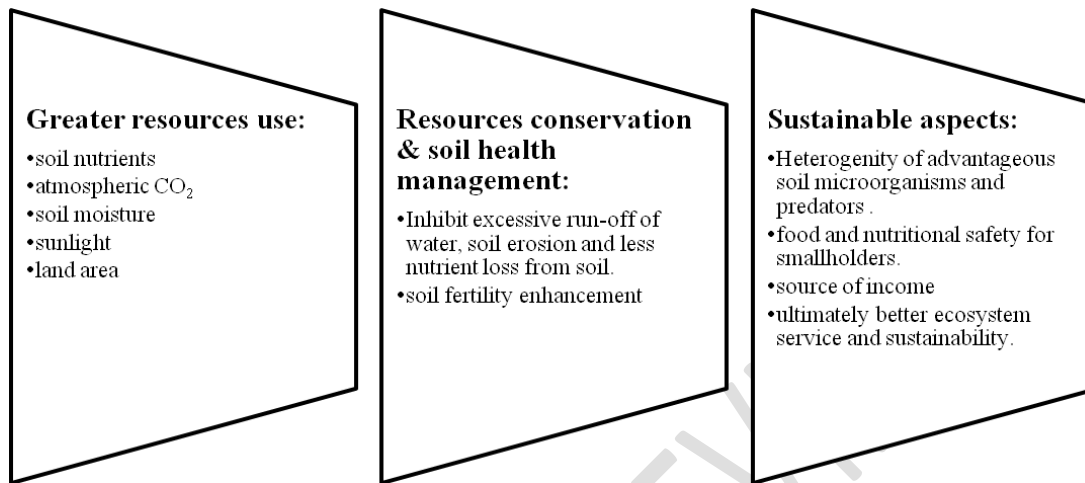 Greater resources use:
•soil nutrients
•atmospheric CO₂
•soil moisture
•sunlight
•land area
Resources conservation
& soil health
management:
•Inhibit excessive run-off of
water, soil erosion and less
nutrient loss from soil.
•soil fertility enhancement
Sustainable aspects:
•Heterogenity of advantageous
soil microorganisms and
predators .
•food and nutritional safety for
smallholders.
•source of income
•ultimately better ecosystem
service and sustainability.